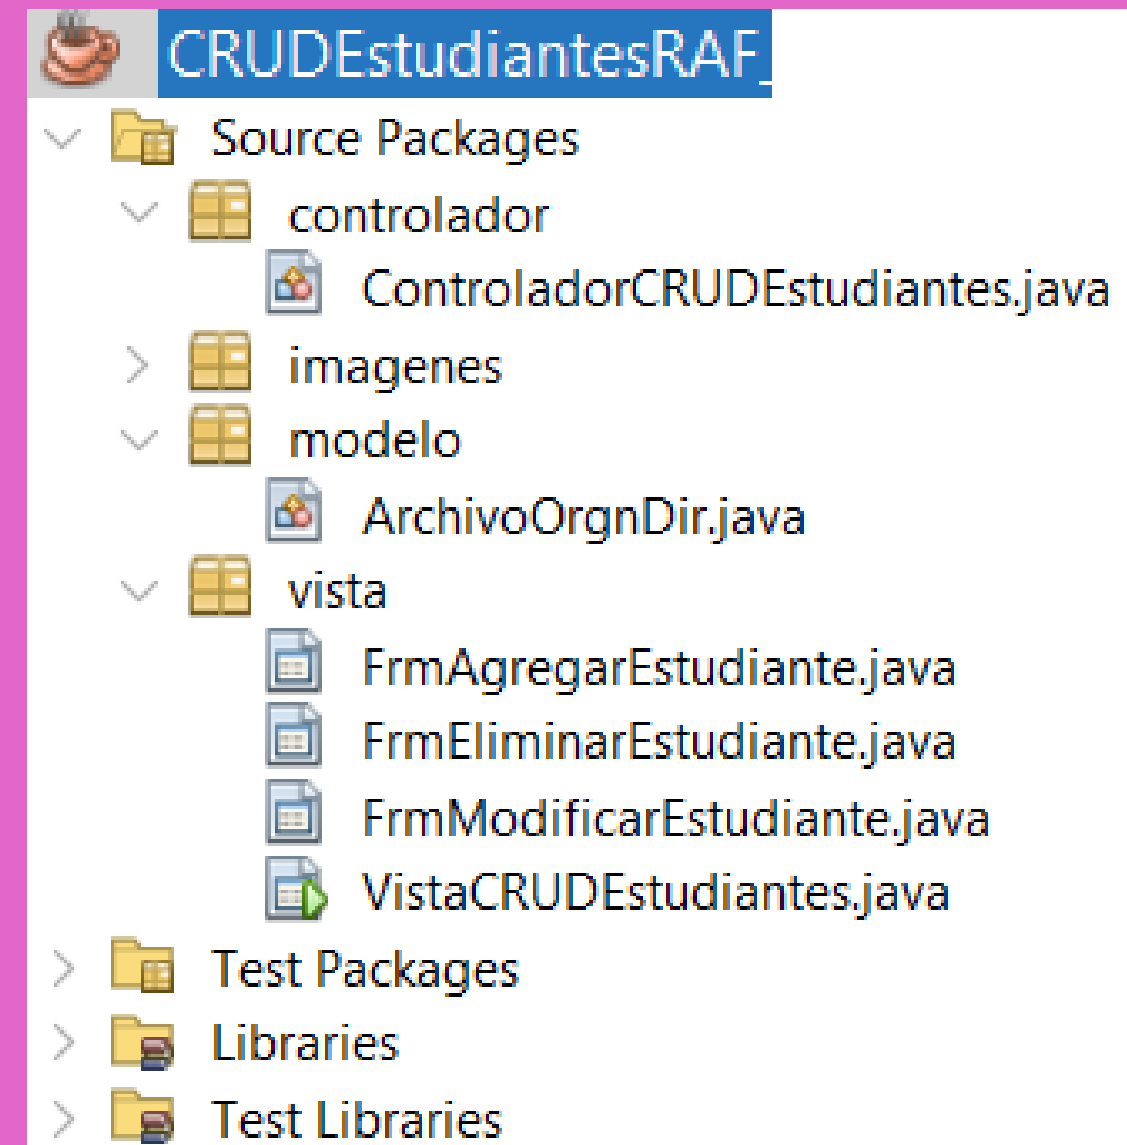 CRUDEstudiantesRAF_
Source Packages
controlador
ControladorCRUDEstudiantes.java
imagenes
modelo
ArchivoOrgnDir.java
vista
FrmAgregarEstudiante.java
FrmEliminarEstudiante.java
FrmModificarEstudiante.java
VistaCRUDEstudiantes.java
Test Packages
Libraries
Test Libraries